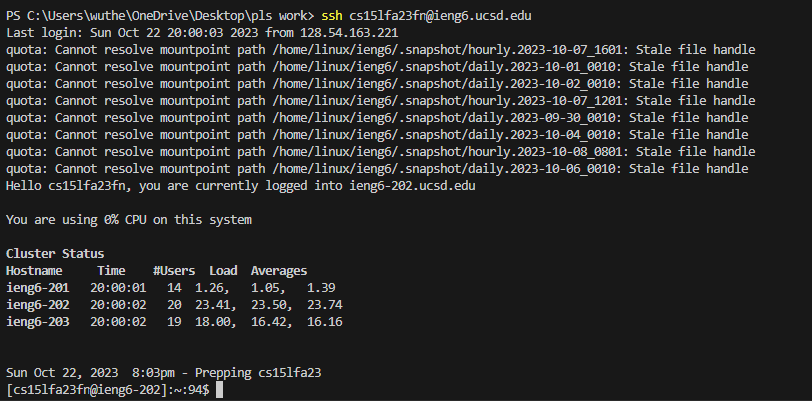 PS C:\Users\wuthe\OneDrive\Desktop\pls work> ssh cs15lfa23fn@ieng6.ucsd.edu
Last login: Sun Oct 22 20:00:03 2023 from 128.54.163.221
quota: Cannot resolve mountpoint path /home/linux/ieng6/.snapshot/hourly.2023-10-07_1601: Stale file handle
quota: Cannot resolve mountpoint path /home/linux/ieng6/.snapshot/daily.2023-10-01_0010: Stale file handle
quota: Cannot resolve mountpoint path /home/linux/ieng6/.snapshot/daily.2023-10-02_0010: Stale file handle
quota: Cannot resolve mountpoint path /home/linux/ieng6/.snapshot/hourly.2023-10-07_1201: Stale file handle
quota: Cannot resolve mountpoint path /home/linux/ieng6/.snapshot/daily.2023-09-30_0010: Stale file handle
quota: Cannot resolve mountpoint path /home/linux/ieng6/.snapshot/daily.2023-10-04_0010: Stale file handle
quota: Cannot resolve mountpoint path /home/linux/ieng6/.snapshot/hourly.2023-10-08_0801: Stale file handle
quota: Cannot resolve mountpoint path /home/linux/ieng6/.snapshot/daily.2023-10-06_0010: Stale file handle
Hello cs15lfa23fn, you are currently logged into ieng6-202.ucsd.edu
You are using 0% CPU on this system
Cluster Status
Hostname     Time    #Users  Load  Averages
ieng6-201   20:00:01   14  1.26,   1.05,   1.39
ieng6-202   20:00:02   20  23.41,  23.50,  23.74
ieng6-203   20:00:02   19  18.00,  16.42,  16.16
Sun Oct 22, 2023  8:03pm - Prepping cs15lfa23
[cs15lfa23fn@ieng6-202]:~:94$